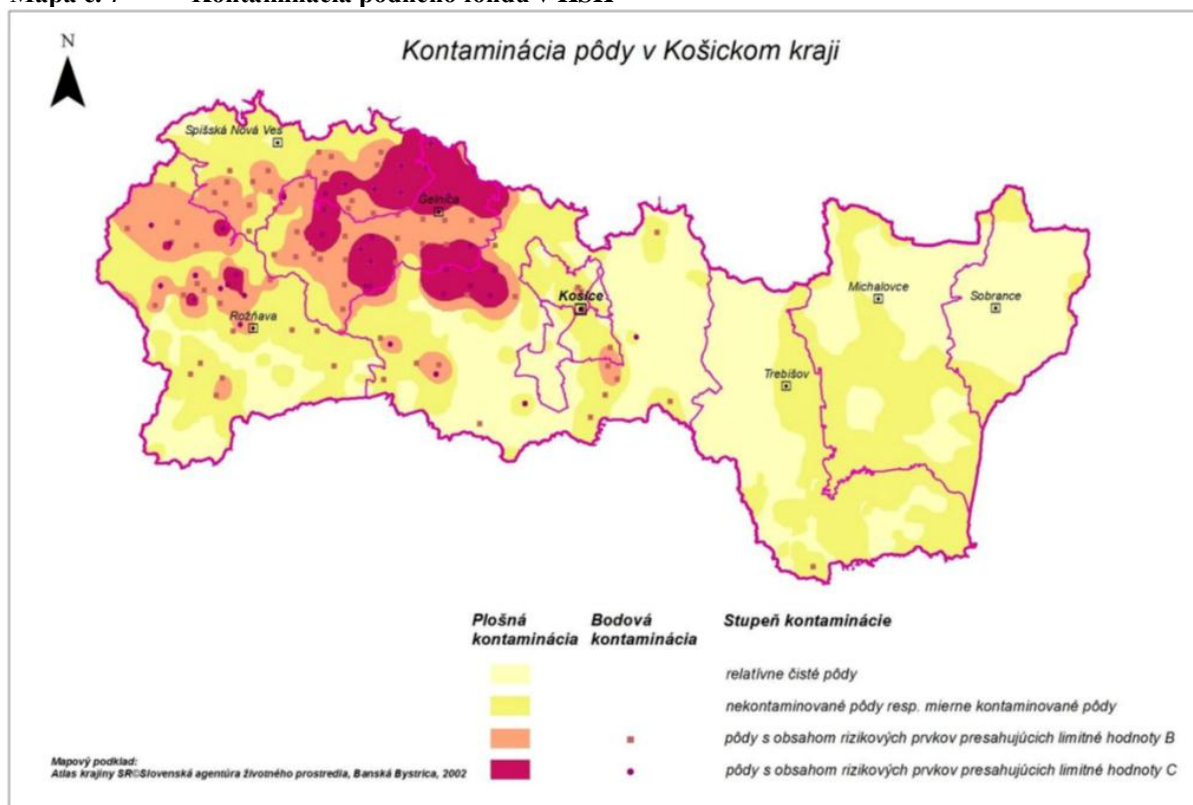 Kontaminácia pôdy v Košickom kraji
N
Spišská Nová Ves
Gelnica
Košice
Rožňava
Michalovce
Sobrance
Trebišov
Plošná kontaminácia
Bodová kontaminácia
Stupeň kontaminácie
relatívne čisté pôdy
nekontaminované pôdy resp. mierne kontaminované pôdy
pôdy s obsahom rizikových prvkov presahujúcich limitné hodnoty B
pôdy s obsahom rizikových prvkov presahujúcich limitné hodnoty C
Mapový podklad:
Atlas krajiny SR©Slovenská agentúra životného prostredia, Banská Bystrica, 2002